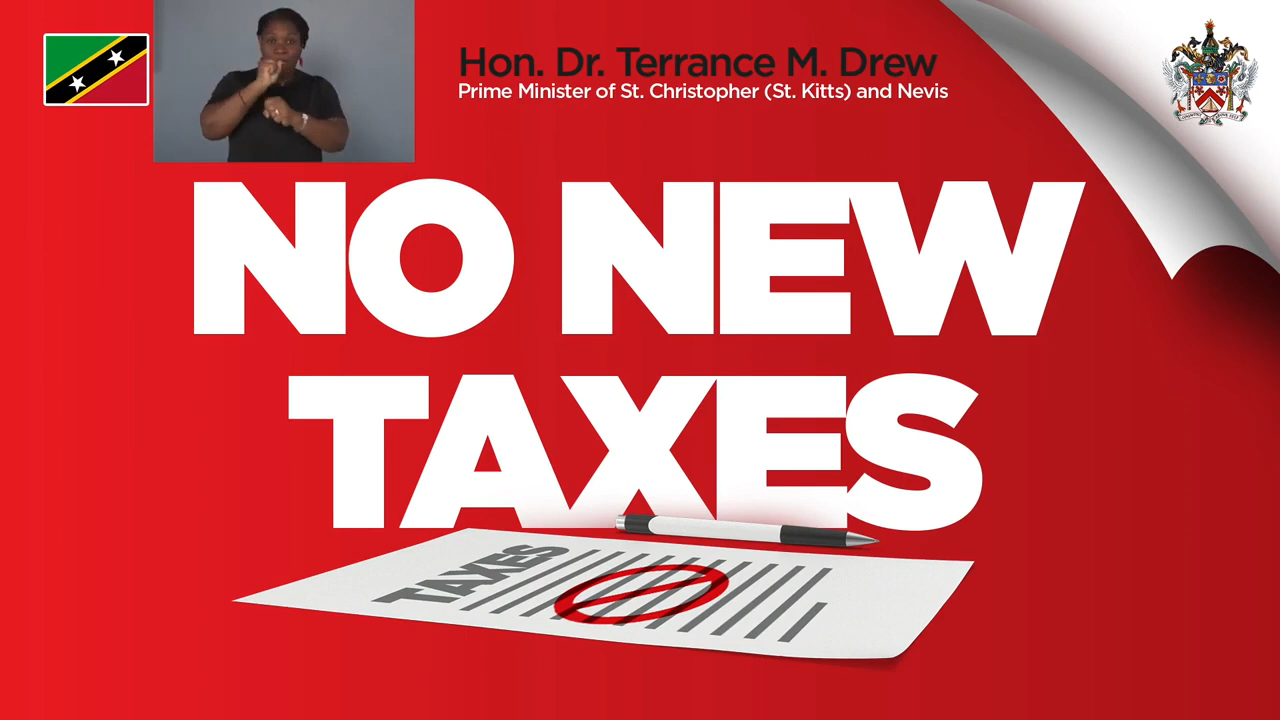 Hon. Dr. Terrance M. Drew
Prime Minister of St. Christopher (St. Kitts) and Nevis
NO NEW
TAXES
TAXES